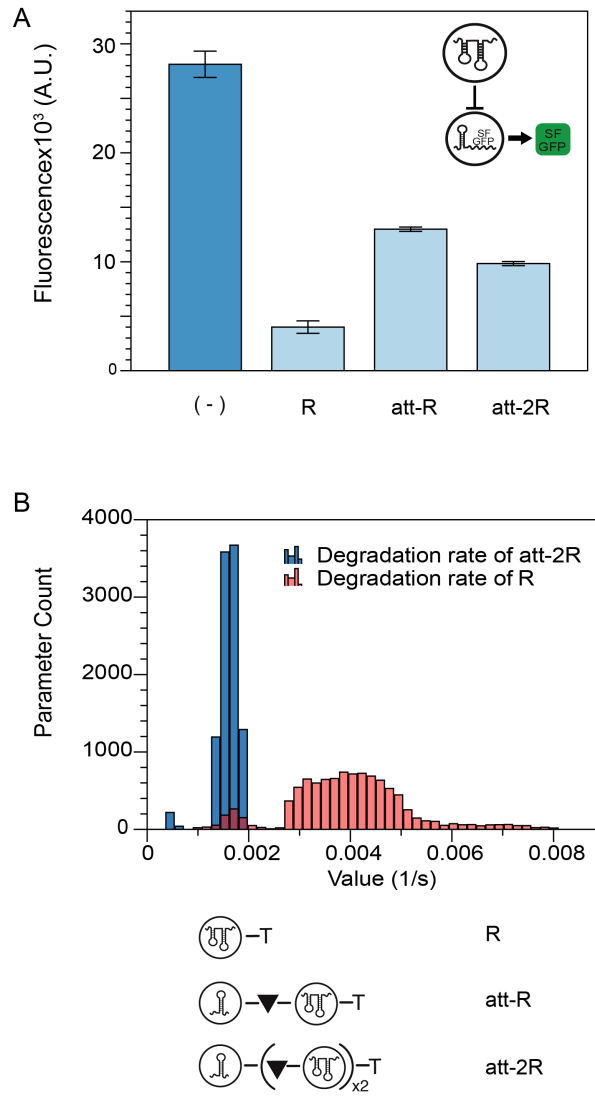 A
Fluorescencex10³ (A.U.)
30
20
10
0
SF
GFP
SF
GFP
(-) R att-R att-2R
B
Parameter Count
4000
3000
2000
1000
0
Degradation rate of att-2R
Degradation rate of R
0 0.002 0.004 0.006 0.008
Value (1/s)
T R
T att-R
T
x2 att-2R